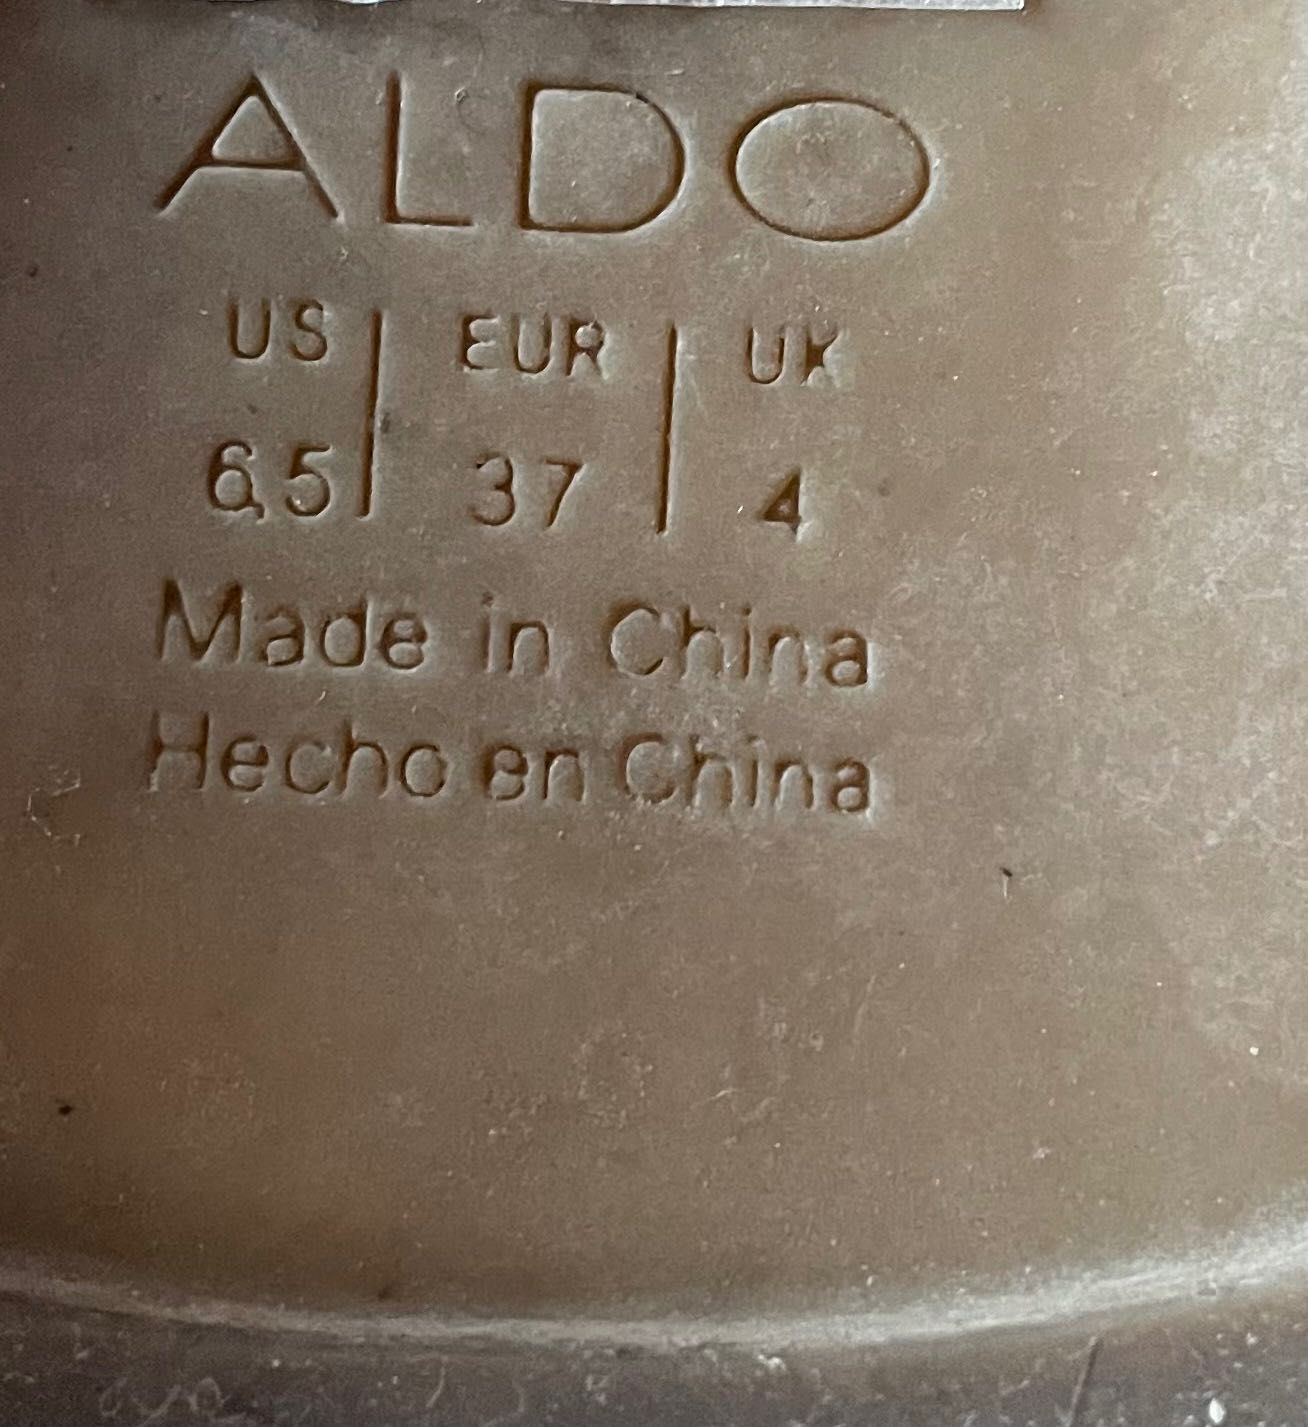 ALDO
US | EUR | UK
6,5 | 37 | 4
Made in China
Hecho en China